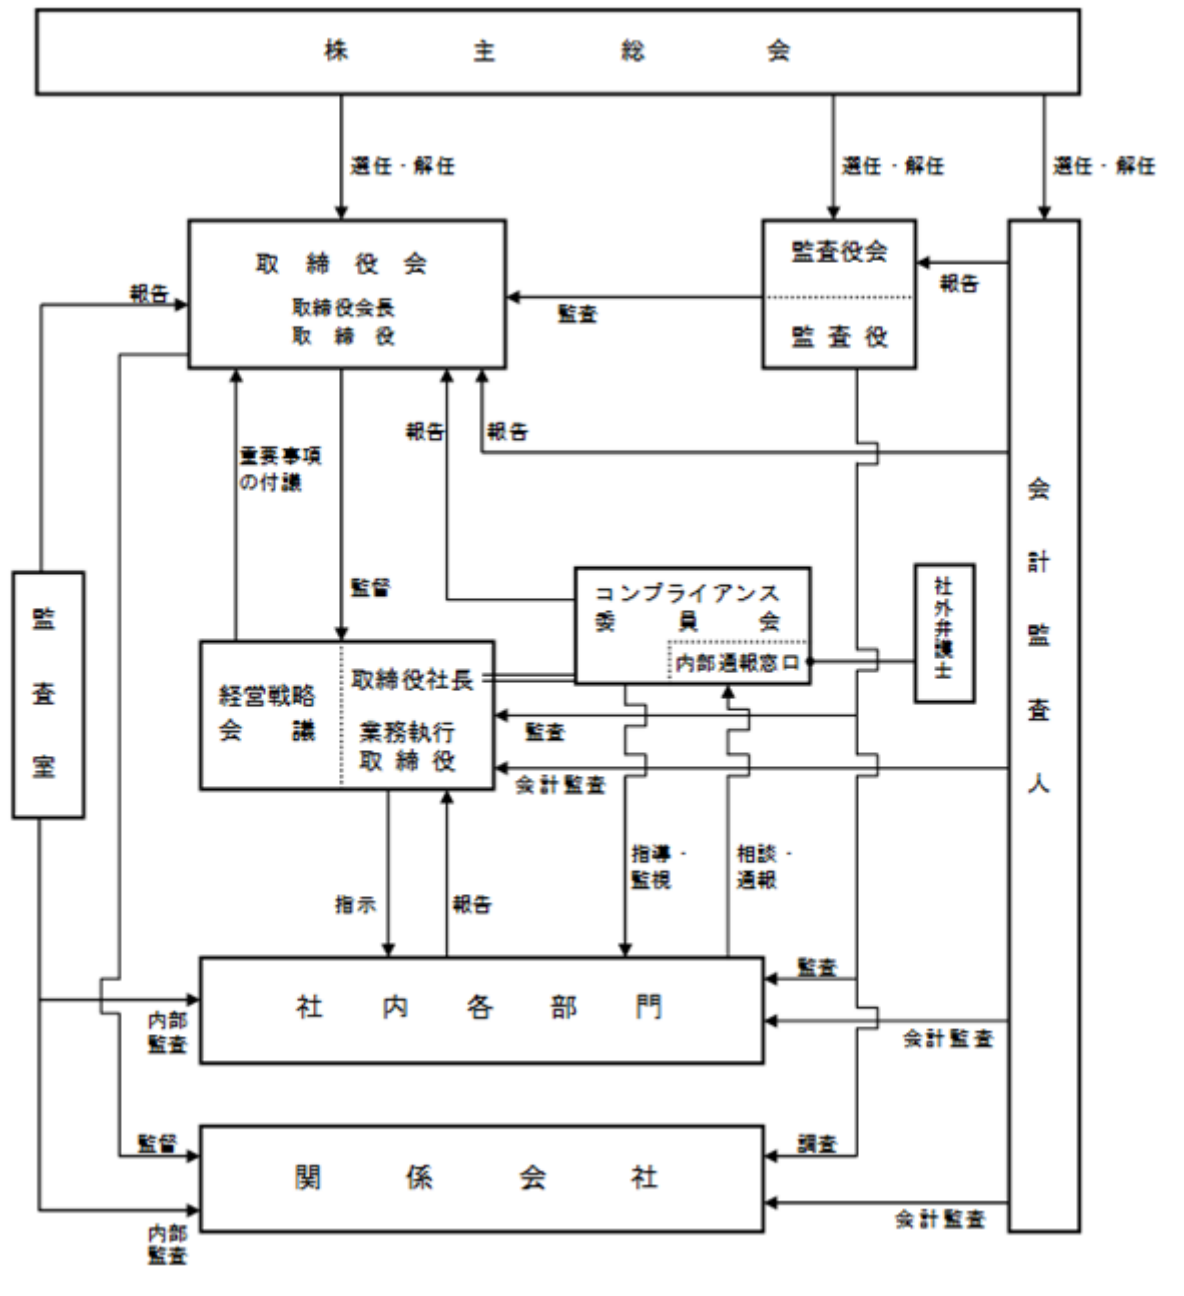 株主総会
選任・解任
選任・解任
選任・解任
取締役会
取締役会長
取締役
監査役会
監査役
報告
報告
監査
報告
報告
重要事項
の付議
会計監査人
監督
コンプライアンス
委員会
内部通報窓口
社外弁護士
監査室
経営戦略
会議
取締役社長
業務執行
取締役
監査
会計監査
指導・
監視
相談・
通報
指示
報告
社内各部門
監査
内部
監査
会計監査
監督
調査
関係会社
会計監査
内部
監査